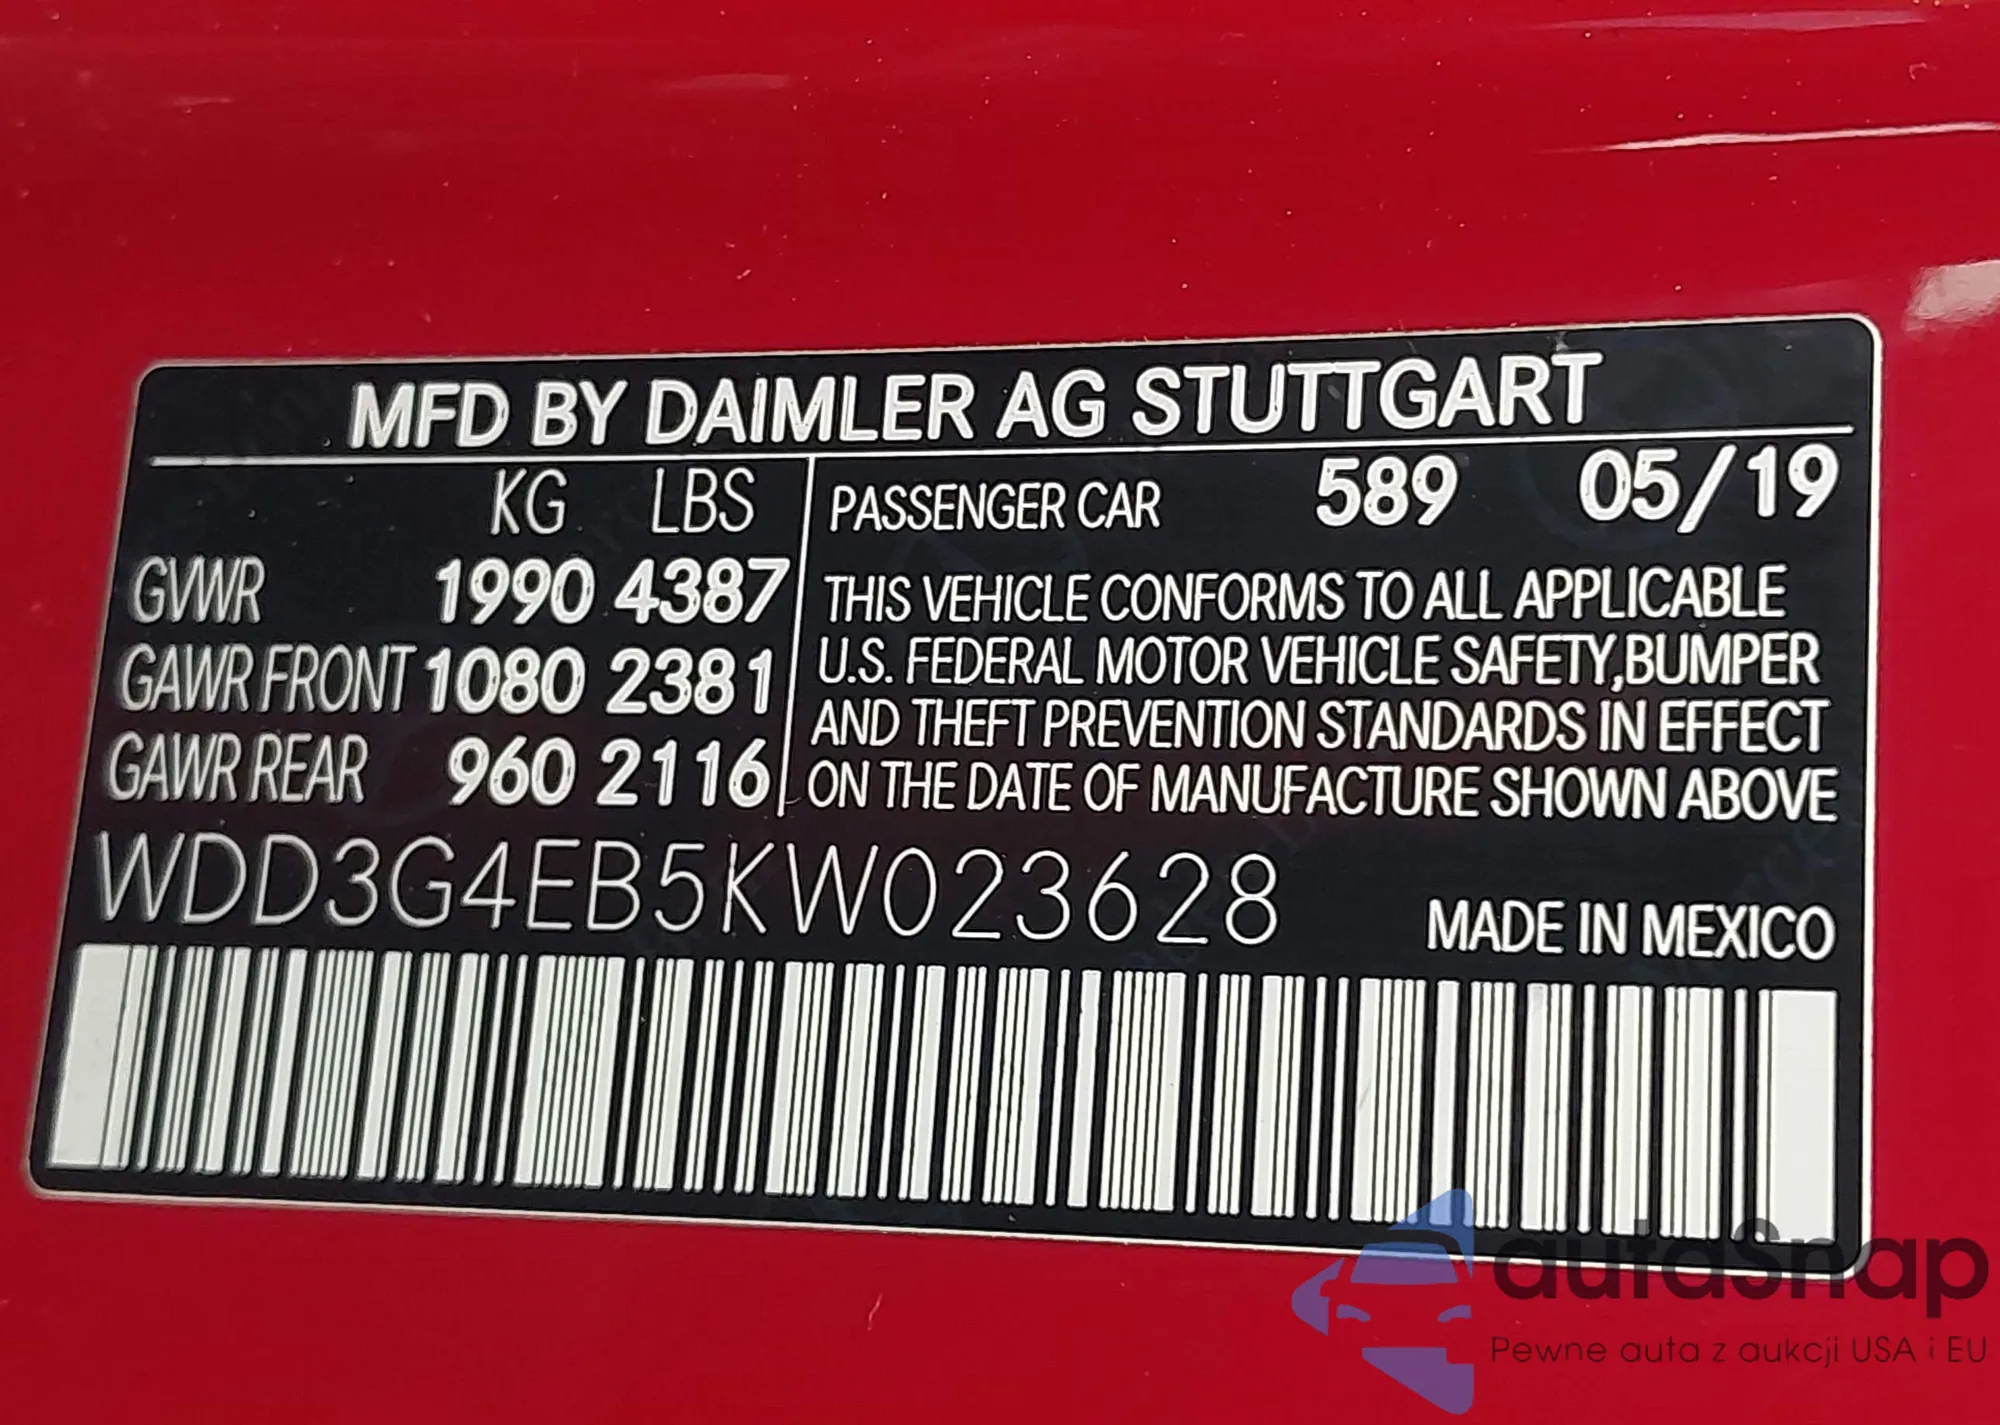 MFD BY DAIMLER AG STUTTGART
KG LBS
GVWR 1990 4387
GAWR FRONT 1080 2381
GAWR REAR 960 2116
PASSENGER CAR 589 05/19
THIS VEHICLE CONFORMS TO ALL APPLICABLE
U.S. FEDERAL MOTOR VEHICLE SAFETY, BUMPER
AND THEFT PREVENTION STANDARDS IN EFFECT
ON THE DATE OF MANUFACTURE SHOWN ABOVE
WDD3G4EB5KW023628
MADE IN MEXICO
autaSnap
Pewne auta z aukcji USA i EU